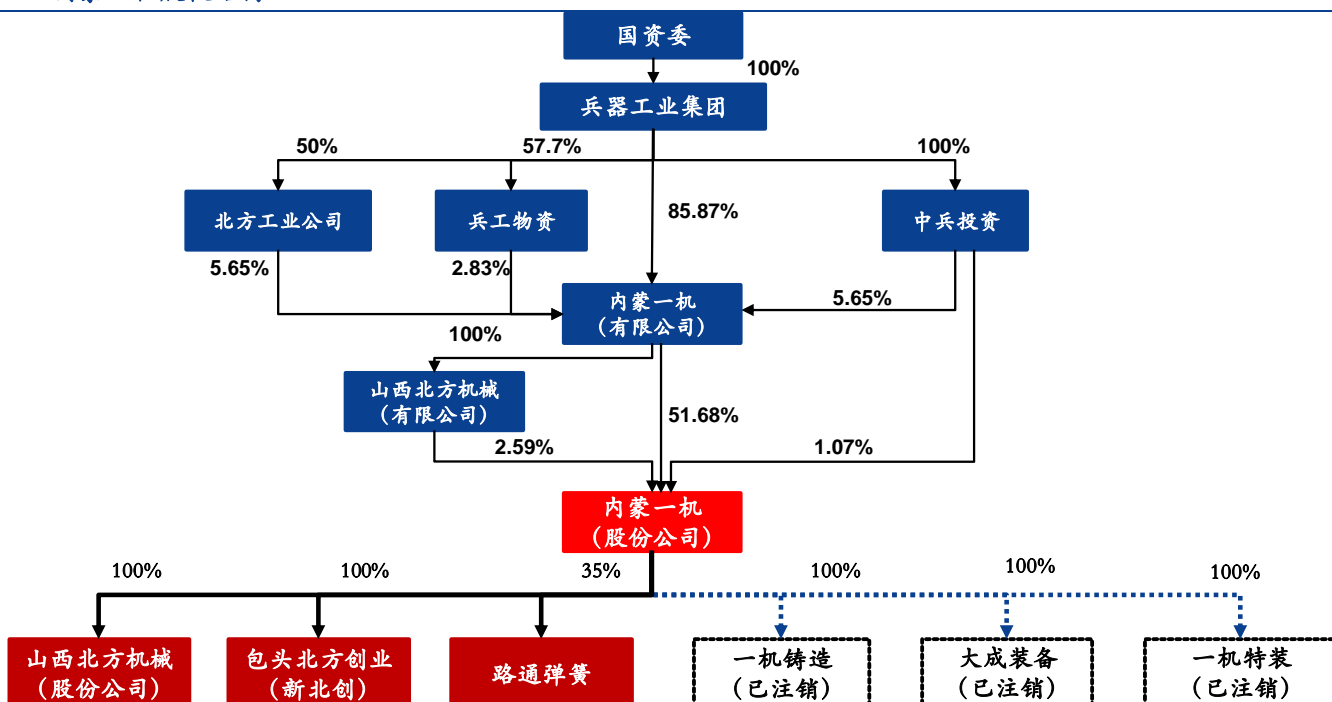 国资委
100%
兵器工业集团
50%
57.7%
100%
北方工业公司
兵工物资
85.87%
中兵投资
5.65%
2.83%
5.65%
内蒙一机
(有限公司)
100%
山西北方机械
(有限公司)
51.68%
2.59%
1.07%
内蒙一机
(股份公司)
100%
100%
35%
100%
100%
100%
山西北方机械
(股份公司)
包头北方创业
(新北创)
路通弹簧
一机铸造
(已注销)
大成装备
(已注销)
一机特装
(已注销)